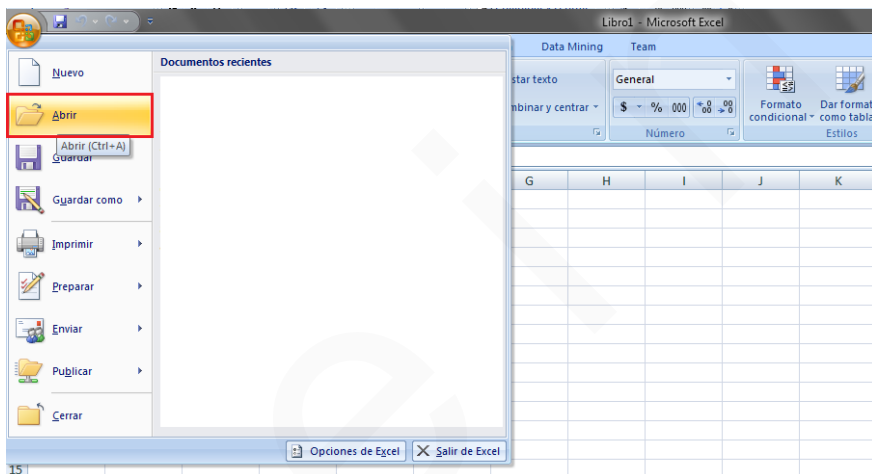 Libro1 - Microsoft Excel
Data Mining Team
Documentos recientes
Nuevo
Abrir
Abrir (Ctrl+A)
Guardar
Guardar como
Imprimir
Preparar
Enviar
Publicar
Cerrar
Opciones de Excel
Salir de Excel
star texto
mbinar y centrar
General
$ % 000
Número
Formato condicional
Dar format
como tabla
Estilos
G H I J K
15